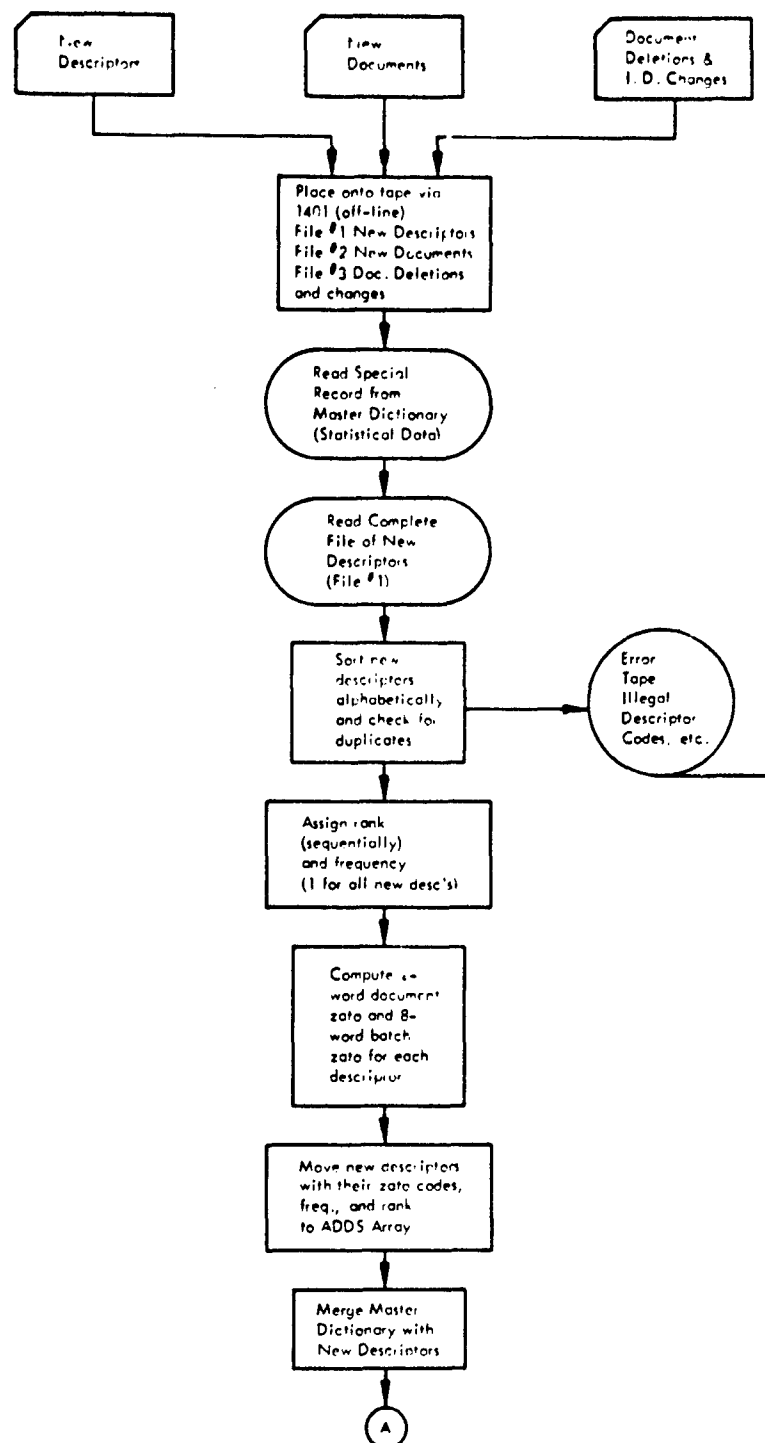 New
Descriptors
New
Documents
Document
Deletions &
I.D. Changes
Place onto tape via
1401 (off-line)
File #1 New Descriptors
File #2 New Documents
File #3 Doc. Deletions
and changes
Read Special
Record from
Master Dictionary
(Statistical Data)
Read Complete
File of New
Descriptors
(File #1)
Sort new
descripters
alphabetically
and check for
duplicates
Error
Tape
Illegal
Descriptor
Codes, etc.
Assign rank
(sequentially)
and frequency
(1 for all new desc's)
Compute
word document
zato and 8-
word batch
zato for each
descriptor
Move new descriptors
with their zato codes,
freq., and rank
to ADDS Array
Merge Master
Dictionary with
New Descriptors
A